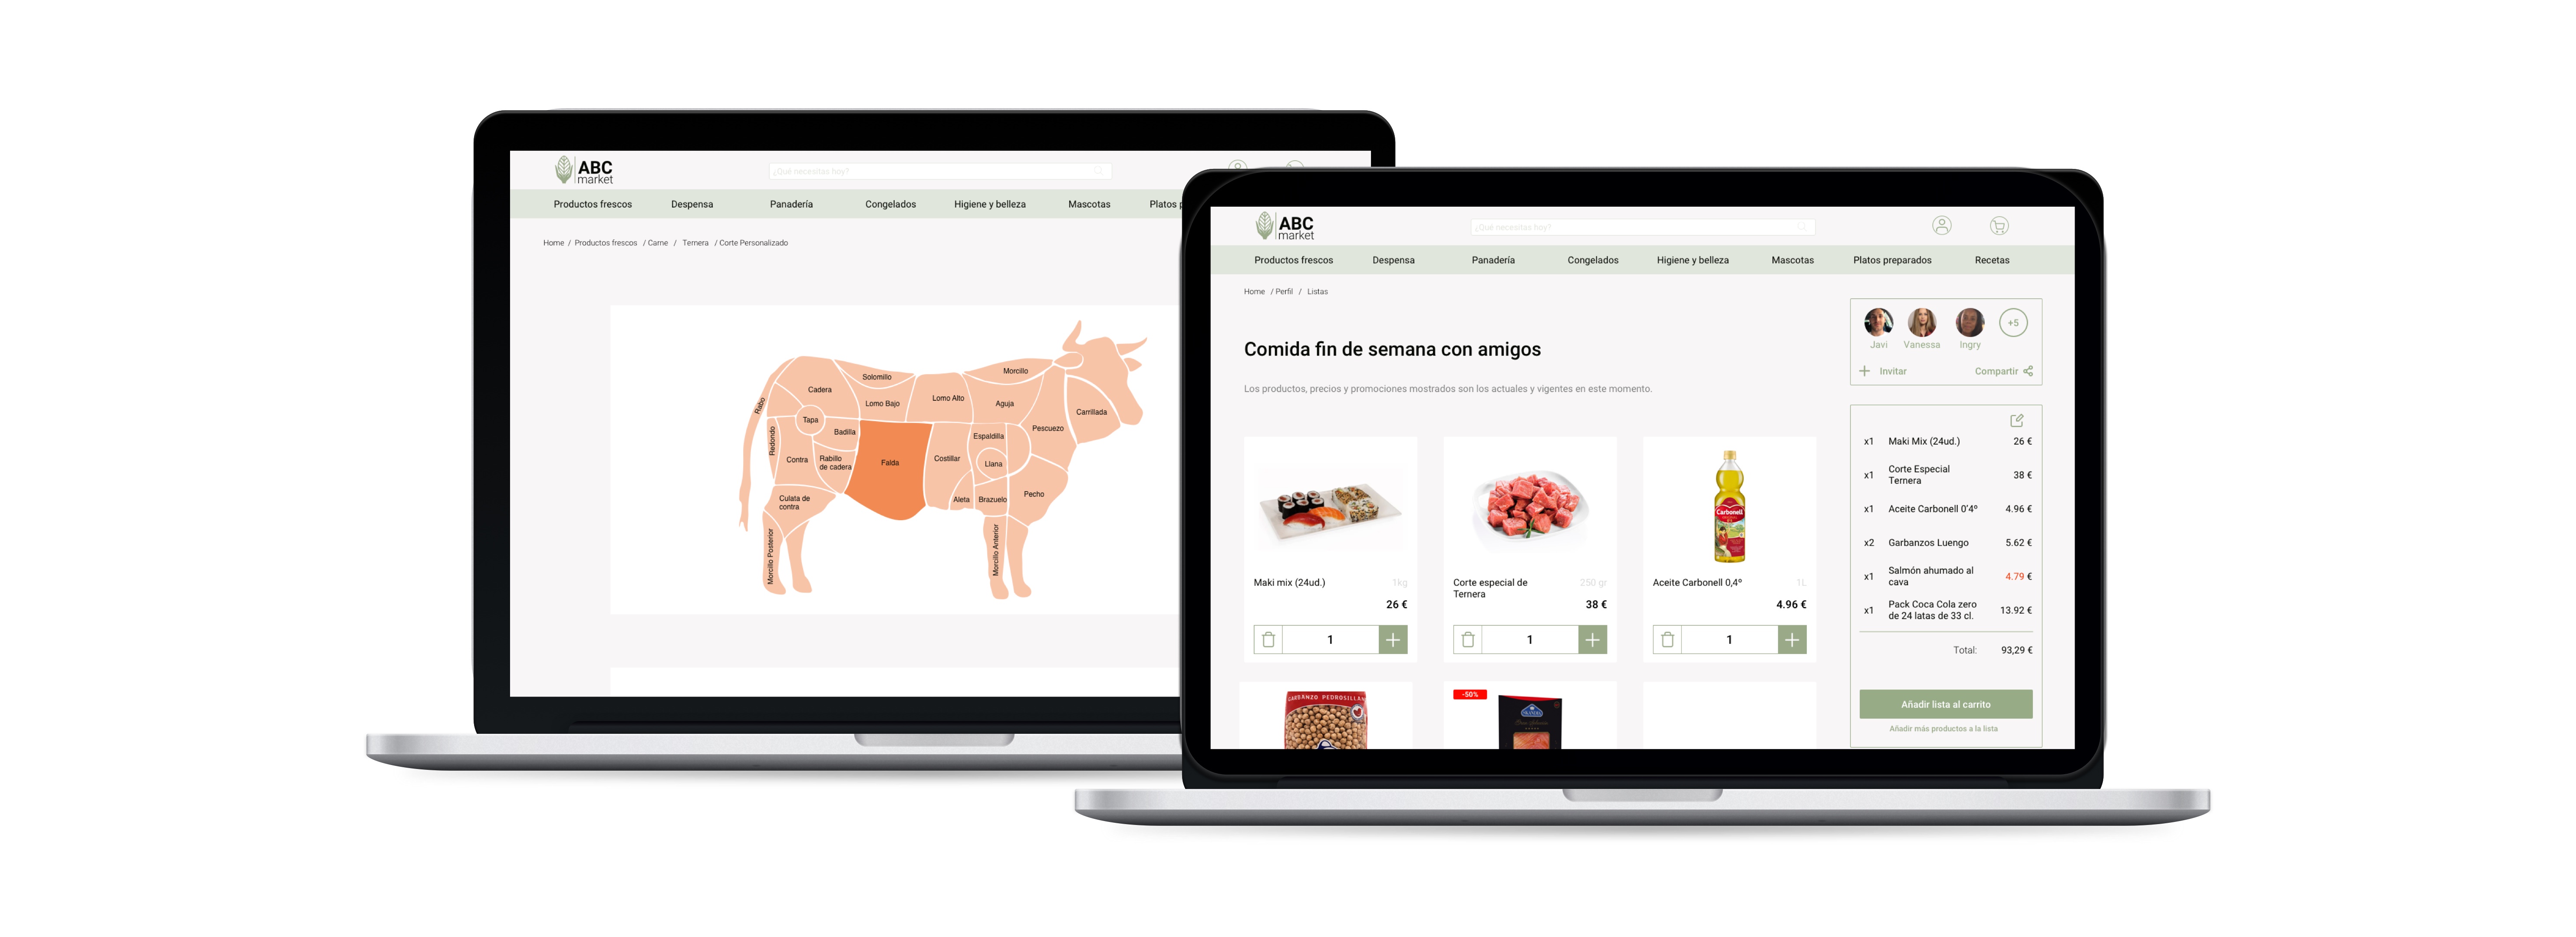 ABC
market
¿Qué necesitas hoy?
Productos frescos
Despensa
Panadería
Congelados
Higiene y belleza
Mascotas
Platos
Home / Productos frescos / Carne / Ternera / Corte Personalizado
Rabo
Cadera
Solomillo
Morcillo
Lomo Bajo
Lomo Alto
Aguja
Carrillada
Tapa
Redondo
Badilla
Espaldilla
Pescuezo
Contra
Rabillo
de cadera
Falda
Costillar
Llana
Culata de
contra
Aleta
Brazuelo
Pecho
Morcillo Posterior
Morcillo Anterior
ABC
market
¿Qué necesitas hoy?
Productos frescos
Despensa
Panadería
Congelados
Higiene y belleza
Mascotas
Platos preparados
Recetas
Home / Perfil / Listas
Comida fin de semana con amigos
Los productos, precios y promociones mostrados son los actuales y vigentes en este momento.
Maki mix (24ud.)
1kg
26 €
1
Corte especial de
Ternera
250 gr
38 €
1
Carbonell
Aceite Carbonell 0,4º
1L
4.96 €
1
GARBANZO PEDROSILLAN
-50%
Javi
Vanessa
Ingry
+5
Invitar
Compartir
x1 Maki Mix (24ud.) 26 €
x1 Corte Especial
Ternera 38 €
x1 Aceite Carbonell 0'4º 4.96 €
x2 Garbanzos Luengo 5.62 €
x1 Salmón ahumado al
cava 4.79 €
x1 Pack Coca Cola zero
de 24 latas de 33 cl. 13.92 €
Total: 93,29 €
Añadir lista al carrito
Añadir más productos a la lista